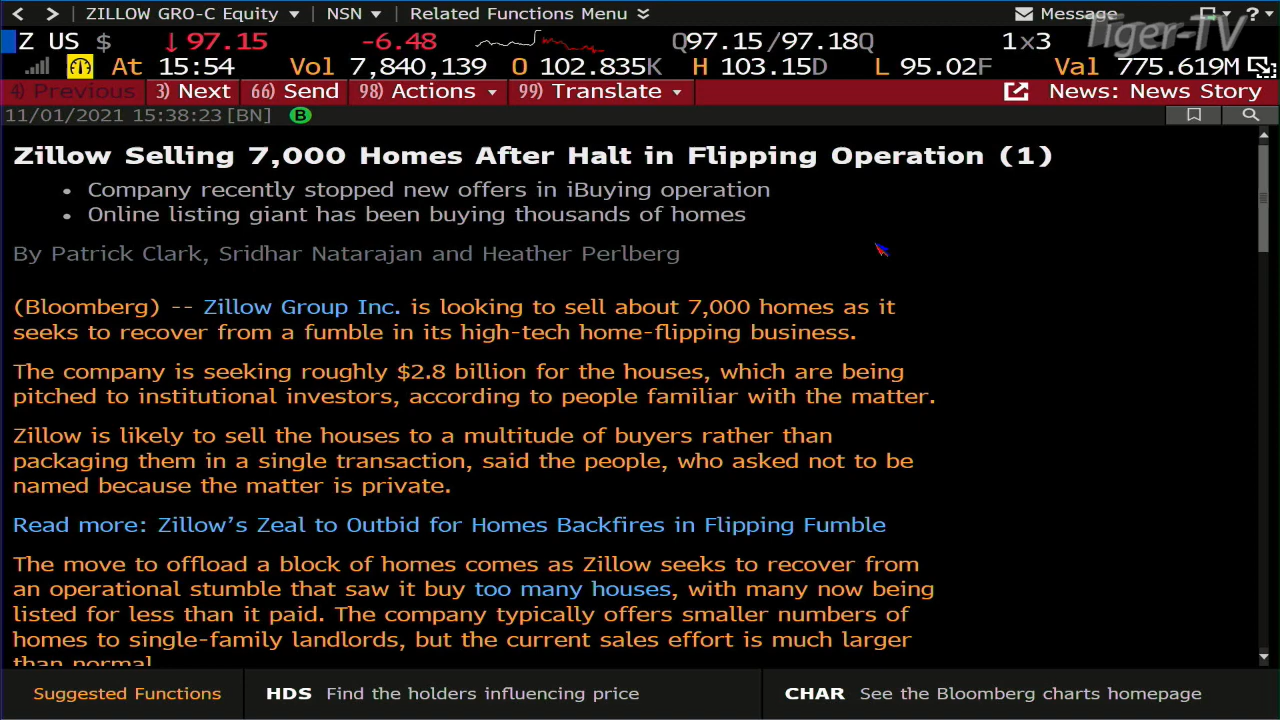 ZILLOW GRO-C Equity NSN Related Functions Menu Message ?
Tiger-TV
Z US $ ↓97.15 -6.48 Q97.15/97.18Q 1x3
At 15:54 Vol 7,840,139 O 102.835K H 103.15D L 95.02F Val 775.619M
4) Previous 3) Next 66) Send 98) Actions 99) Translate News: News Story
11/01/2021 15:38:23 [BN] B
Zillow Selling 7,000 Homes After Halt in Flipping Operation (1)
• Company recently stopped new offers in iBuying operation
• Online listing giant has been buying thousands of homes
By Patrick Clark, Sridhar Natarajan and Heather Perlberg
(Bloomberg) -- Zillow Group Inc. is looking to sell about 7,000 homes as it
seeks to recover from a fumble in its high-tech home-flipping business.
The company is seeking roughly $2.8 billion for the houses, which are being
pitched to institutional investors, according to people familiar with the matter.
Zillow is likely to sell the houses to a multitude of buyers rather than
packaging them in a single transaction, said the people, who asked not to be
named because the matter is private.
Read more: Zillow's Zeal to Outbid for Homes Backfires in Flipping Fumble
The move to offload a block of homes comes as Zillow seeks to recover from
an operational stumble that saw it buy too many houses, with many now being
listed for less than it paid. The company typically offers smaller numbers of
homes to single-family landlords, but the current sales effort is much larger
than normal.
Suggested Functions HDS Find the holders influencing price CHAR See the Bloomberg charts homepage